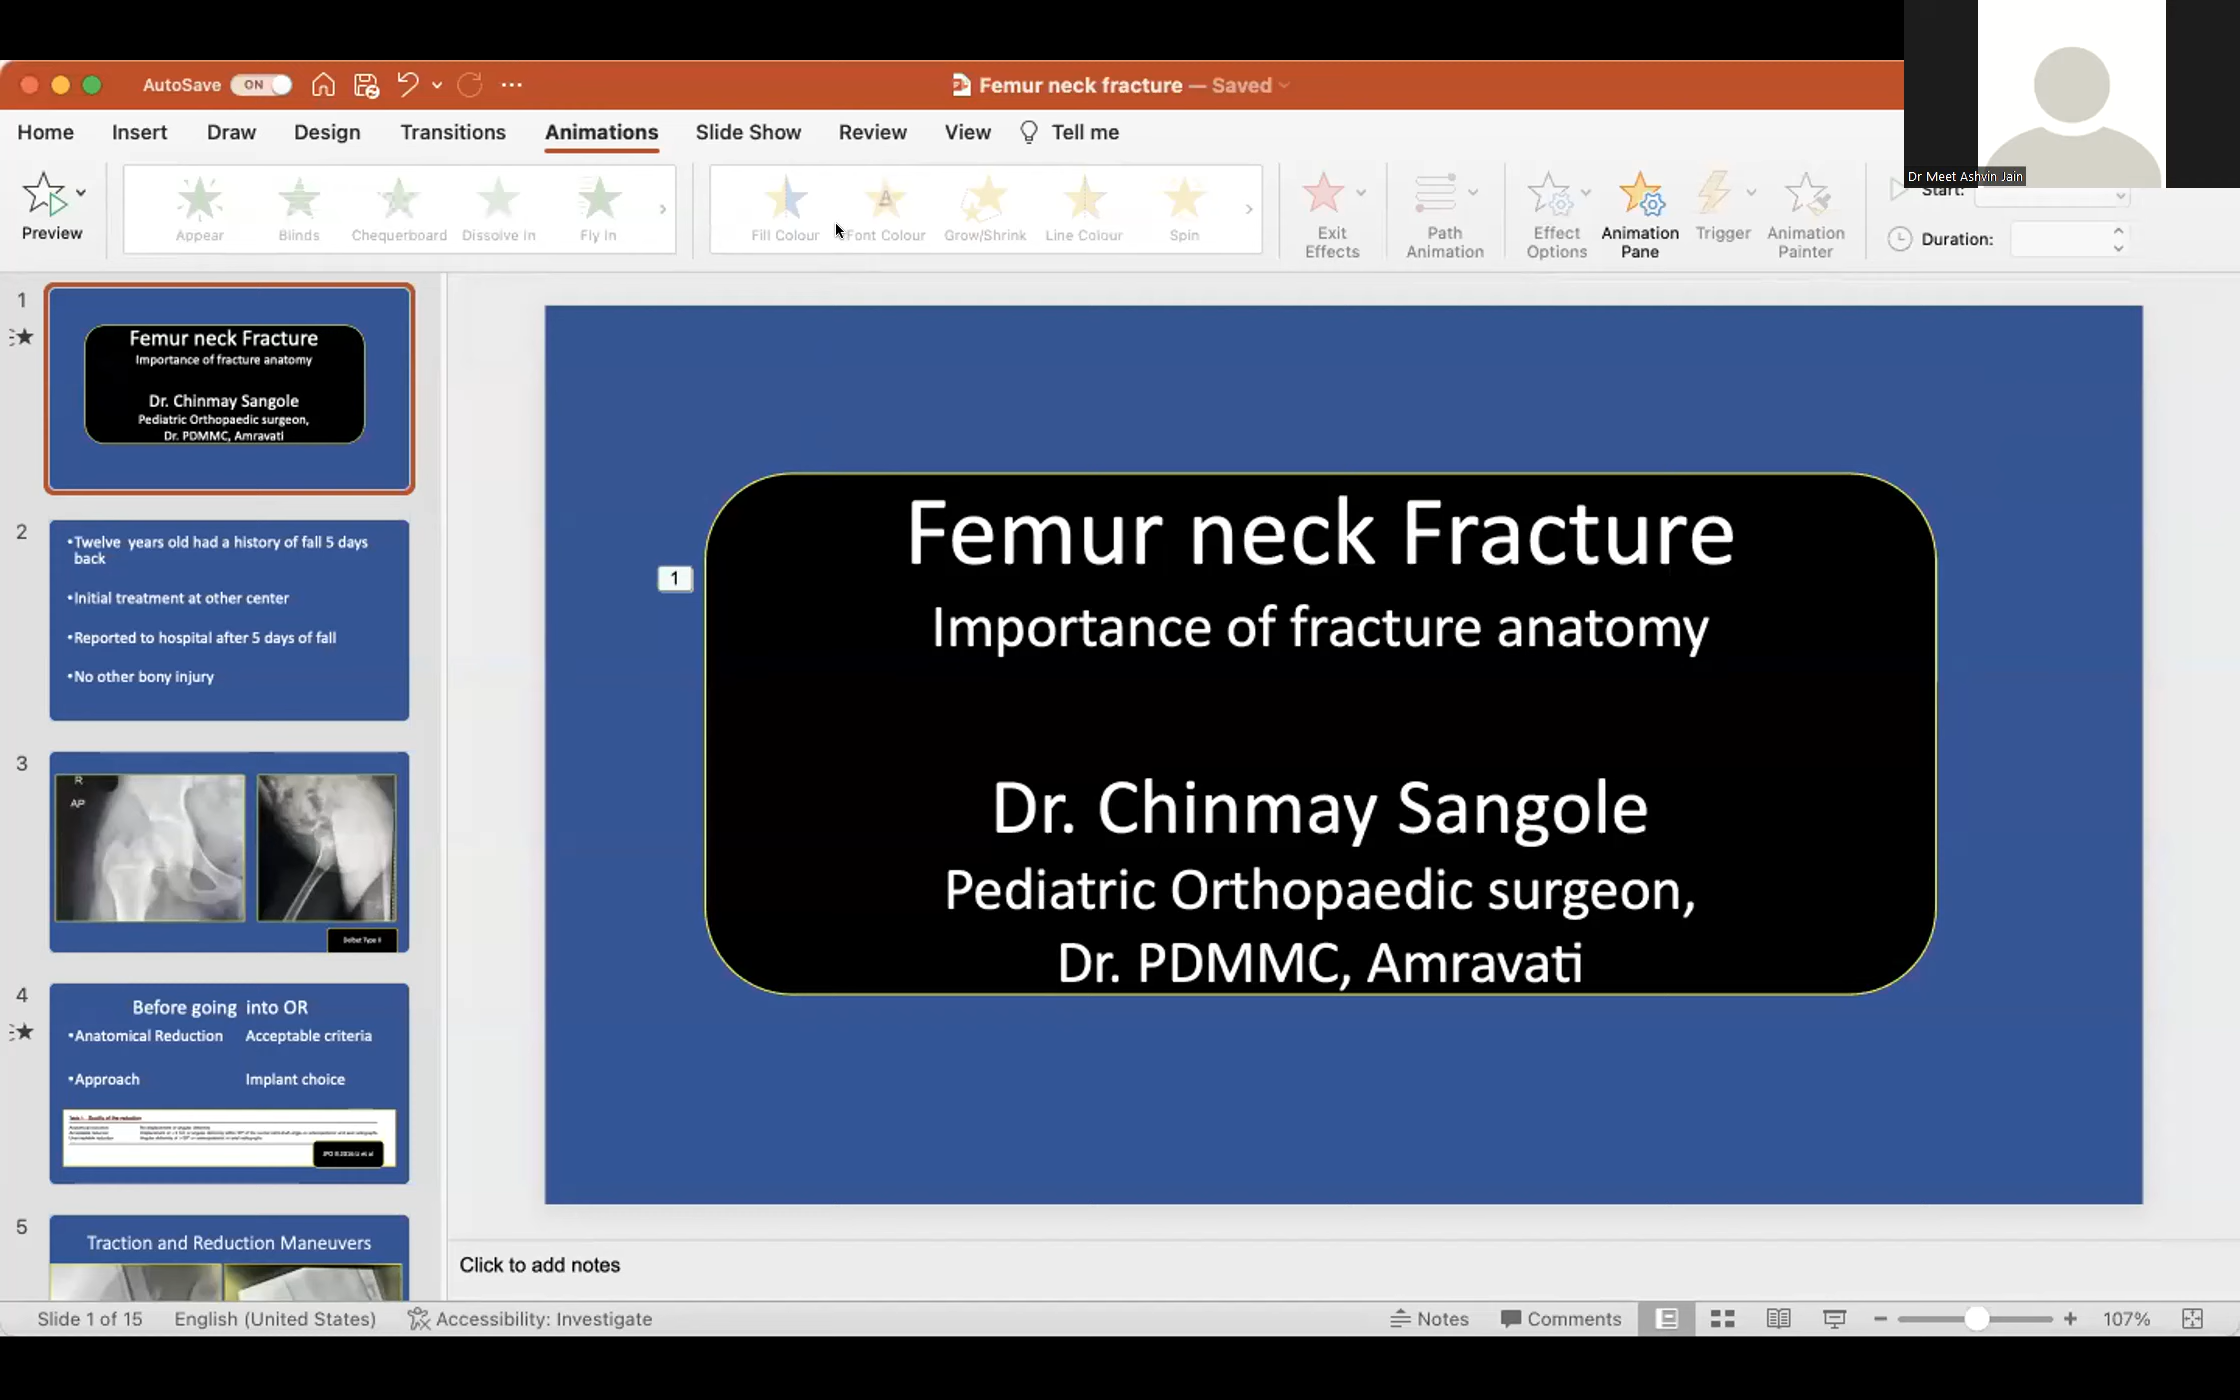 Dr Meet Ashvin Jain
AutoSave ON
Femur neck fracture — Saved
Home Insert Draw Design Transitions Animations Slide Show Review View Tell me
Preview
Appear Blinds Chequerboard Dissolve In Fly In
Fill Colour Font Colour Grow/Shrink Line Colour Spin
Exit Effects
Path Animation
Effect Options
Animation Pane
Trigger
Animation Painter
Start:
Duration:
1
Femur neck Fracture
Importance of fracture anatomy
Dr. Chinmay Sangole
Pediatric Orthopaedic surgeon,
Dr. PDMMC, Amravati
2
•Twelve years old had a history of fall 5 days
back
•Initial treatment at other center
•Reported to hospital after 5 days of fall
•No other bony injury
3
R
AP
Delbet Type II
4
Before going into OR
•Anatomical Reduction Acceptable criteria
•Approach Implant choice
5
Traction and Reduction Maneuvers
1
Femur neck Fracture
Importance of fracture anatomy
Dr. Chinmay Sangole
Pediatric Orthopaedic surgeon,
Dr. PDMMC, Amravati
Click to add notes
Slide 1 of 15 English (United States) Accessibility: Investigate Notes Comments 107%